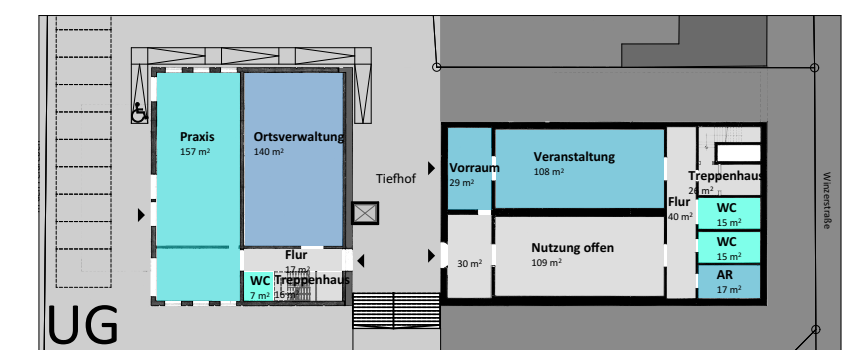 Praxis
157 m²
Ortsverwaltung
140 m²
Tiefhof
Vorraum
29 m²
Veranstaltung
108 m²
Treppenhaus
26 m²
Flur
40 m²
WC
15 m²
WC
15 m²
AR
17 m²
Nutzung offen
109 m²
30 m²
Flur
17 m²
WC
7 m²
Treppenhaus
16 m²
Winzerstraße
UG